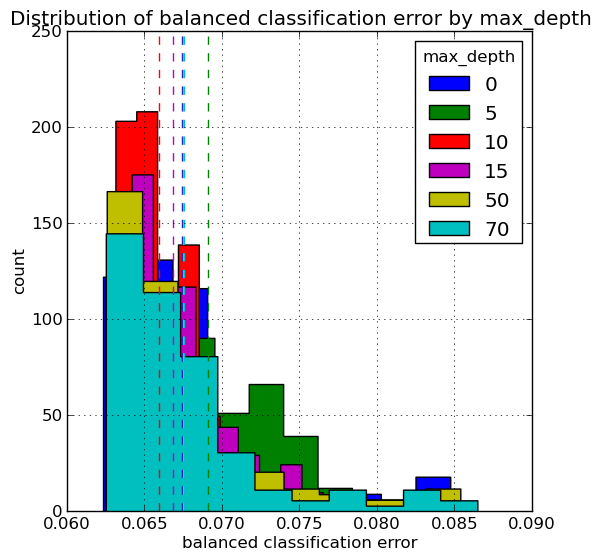 Distribution of balanced classification error by max_depth
250
200
150
100
50
0
count
max_depth
0
5
10
15
50
70
0.060 0.065 0.070 0.075 0.080 0.085 0.090
balanced classification error